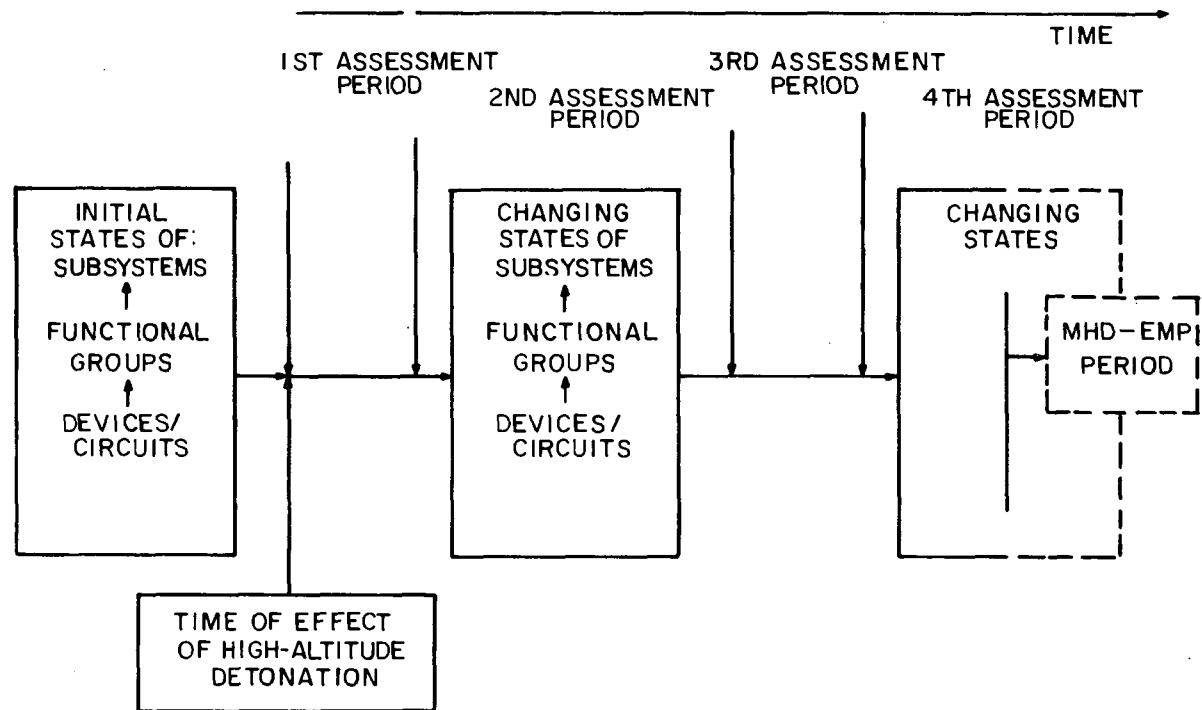 TIME
1ST ASSESSMENT
PERIOD
2ND ASSESSMENT
PERIOD
3RD ASSESSMENT
PERIOD
4TH ASSESSMENT
PERIOD
INITIAL
STATES OF:
SUBSYSTEMS
FUNCTIONAL
GROUPS
DEVICES/
CIRCUITS
CHANGING
STATES OF
SUBSYSTEMS
FUNCTIONAL
GROUPS
DEVICES/
CIRCUITS
CHANGING
STATES
MHD-EMP
PERIOD
TIME OF EFFECT
OF HIGH-ALTITUDE
DETONATION